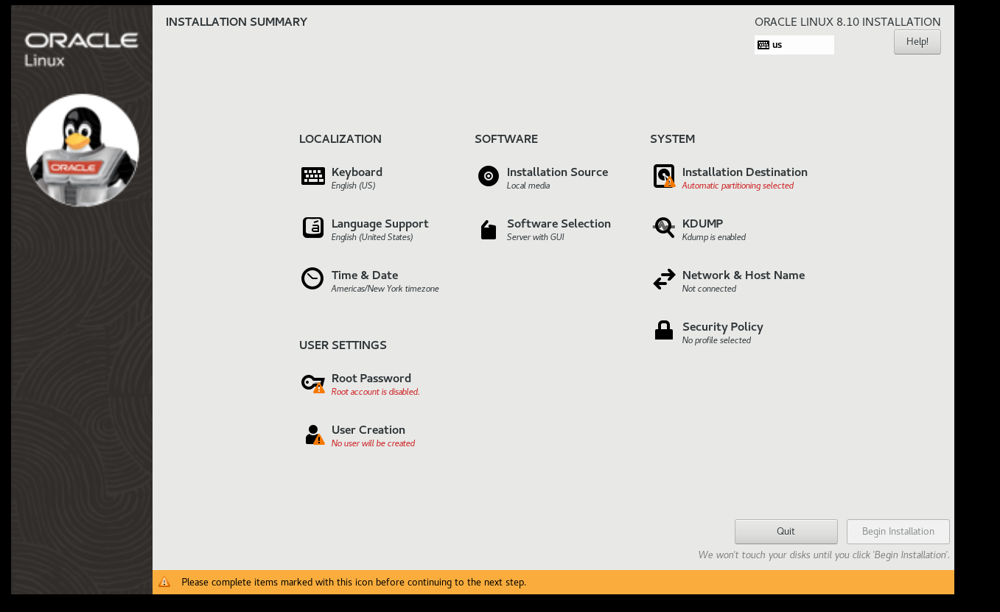 ORACLE
Linux
ORACLE
INSTALLATION SUMMARY
ORACLE LINUX 8.10 INSTALLATION
us
Help!
LOCALIZATION
Keyboard
English (US)
Language Support
English (United States)
Time & Date
Americas/New York timezone
USER SETTINGS
Root Password
Root account is disabled.
User Creation
No user will be created
SOFTWARE
Installation Source
Local media
Software Selection
Server with GUI
SYSTEM
Installation Destination
Automatic partitioning selected
KDUMP
Kdump is enabled
Network & Host Name
Not connected
Security Policy
No profile selected
Quit
Begin Installation
We won't touch your disks until you click 'Begin Installation'.
Please complete items marked with this icon before continuing to the next step.